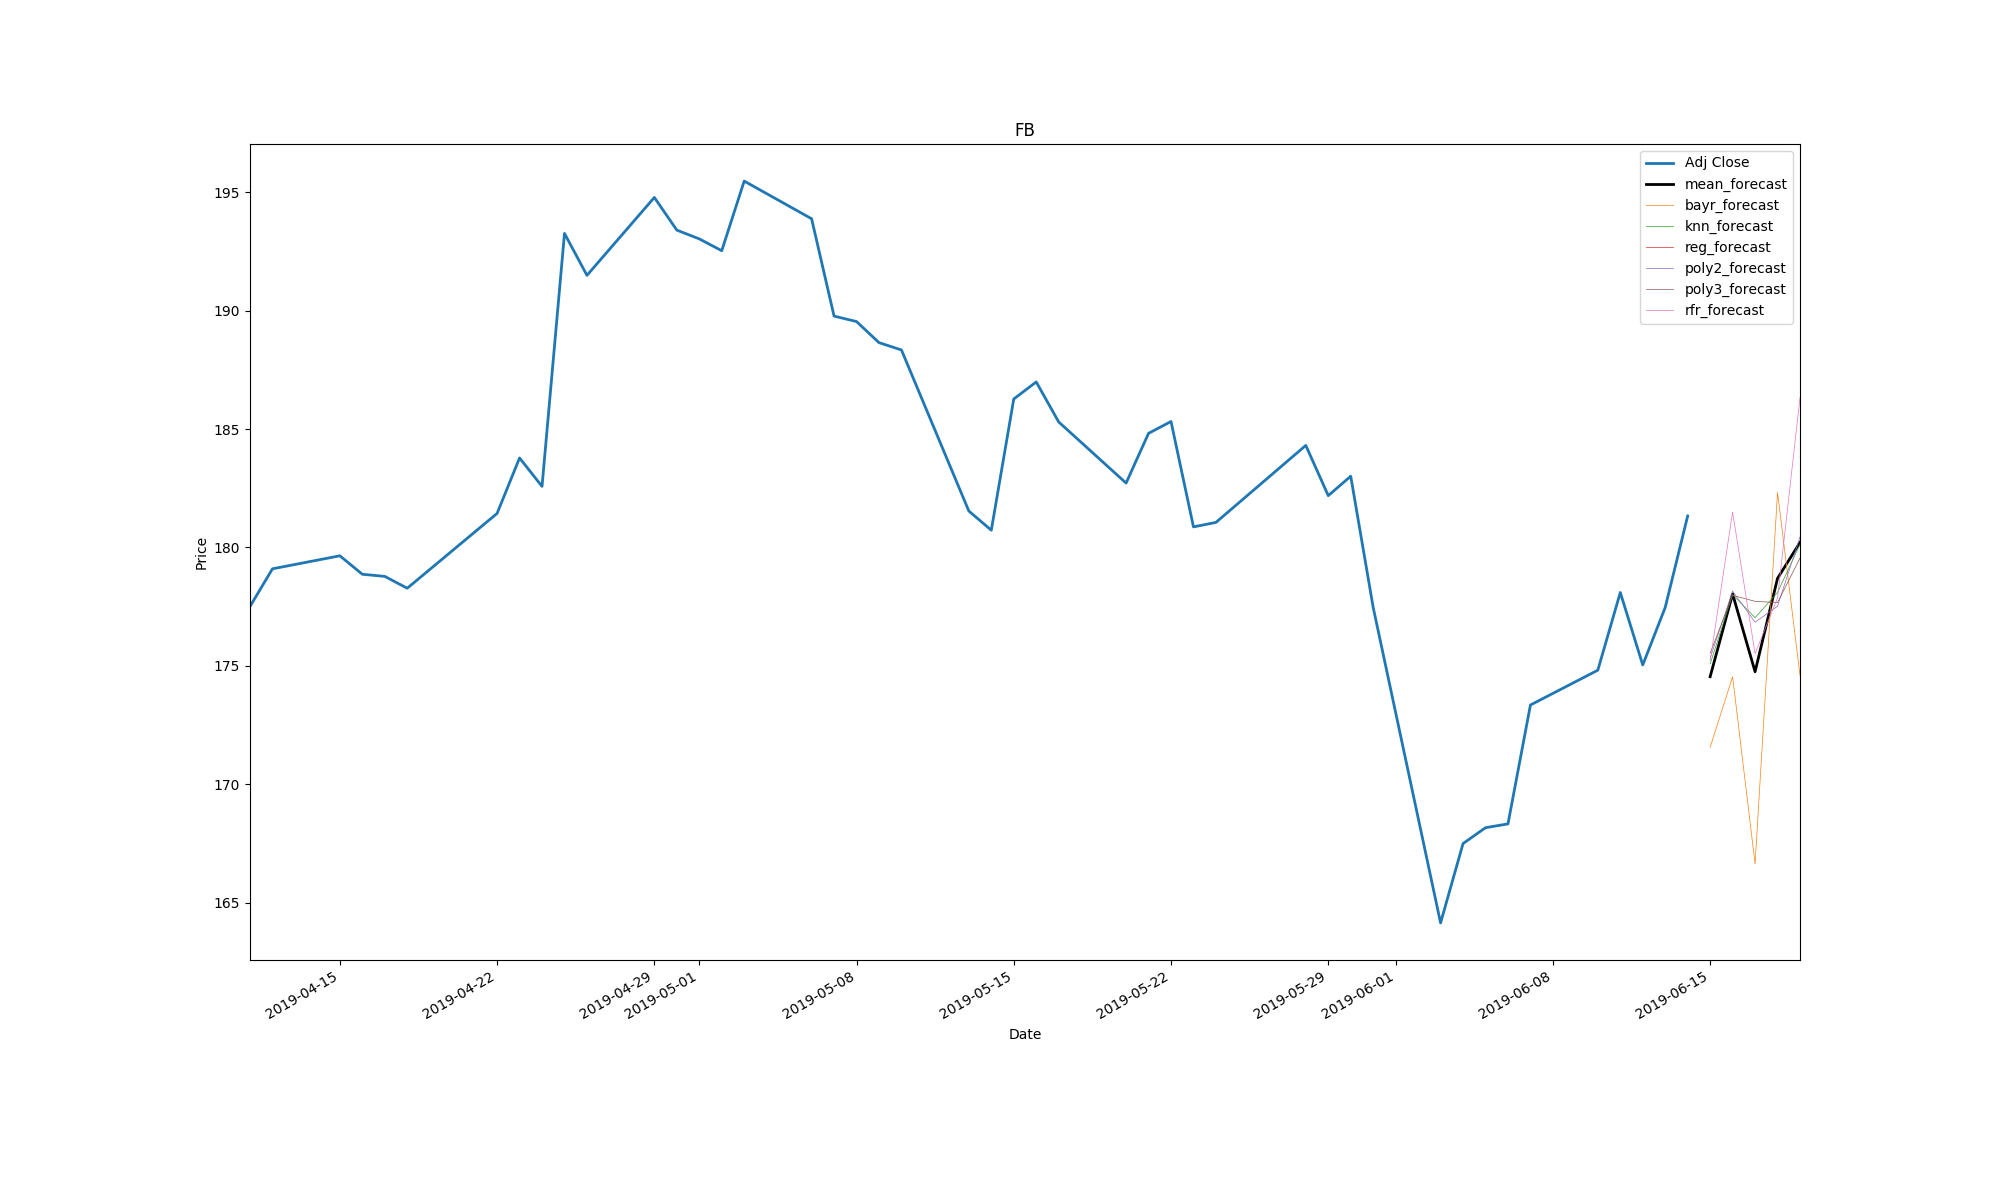 FB
Adj Close
mean_forecast
bayr_forecast
knn_forecast
reg_forecast
poly2_forecast
poly3_forecast
rfr_forecast
195
190
185
180
175
170
165
Price
2019-04-15
2019-04-22
2019-04-29
2019-05-01
2019-05-08
2019-05-15
2019-05-22
2019-05-29
2019-06-01
2019-06-08
2019-06-15
Date